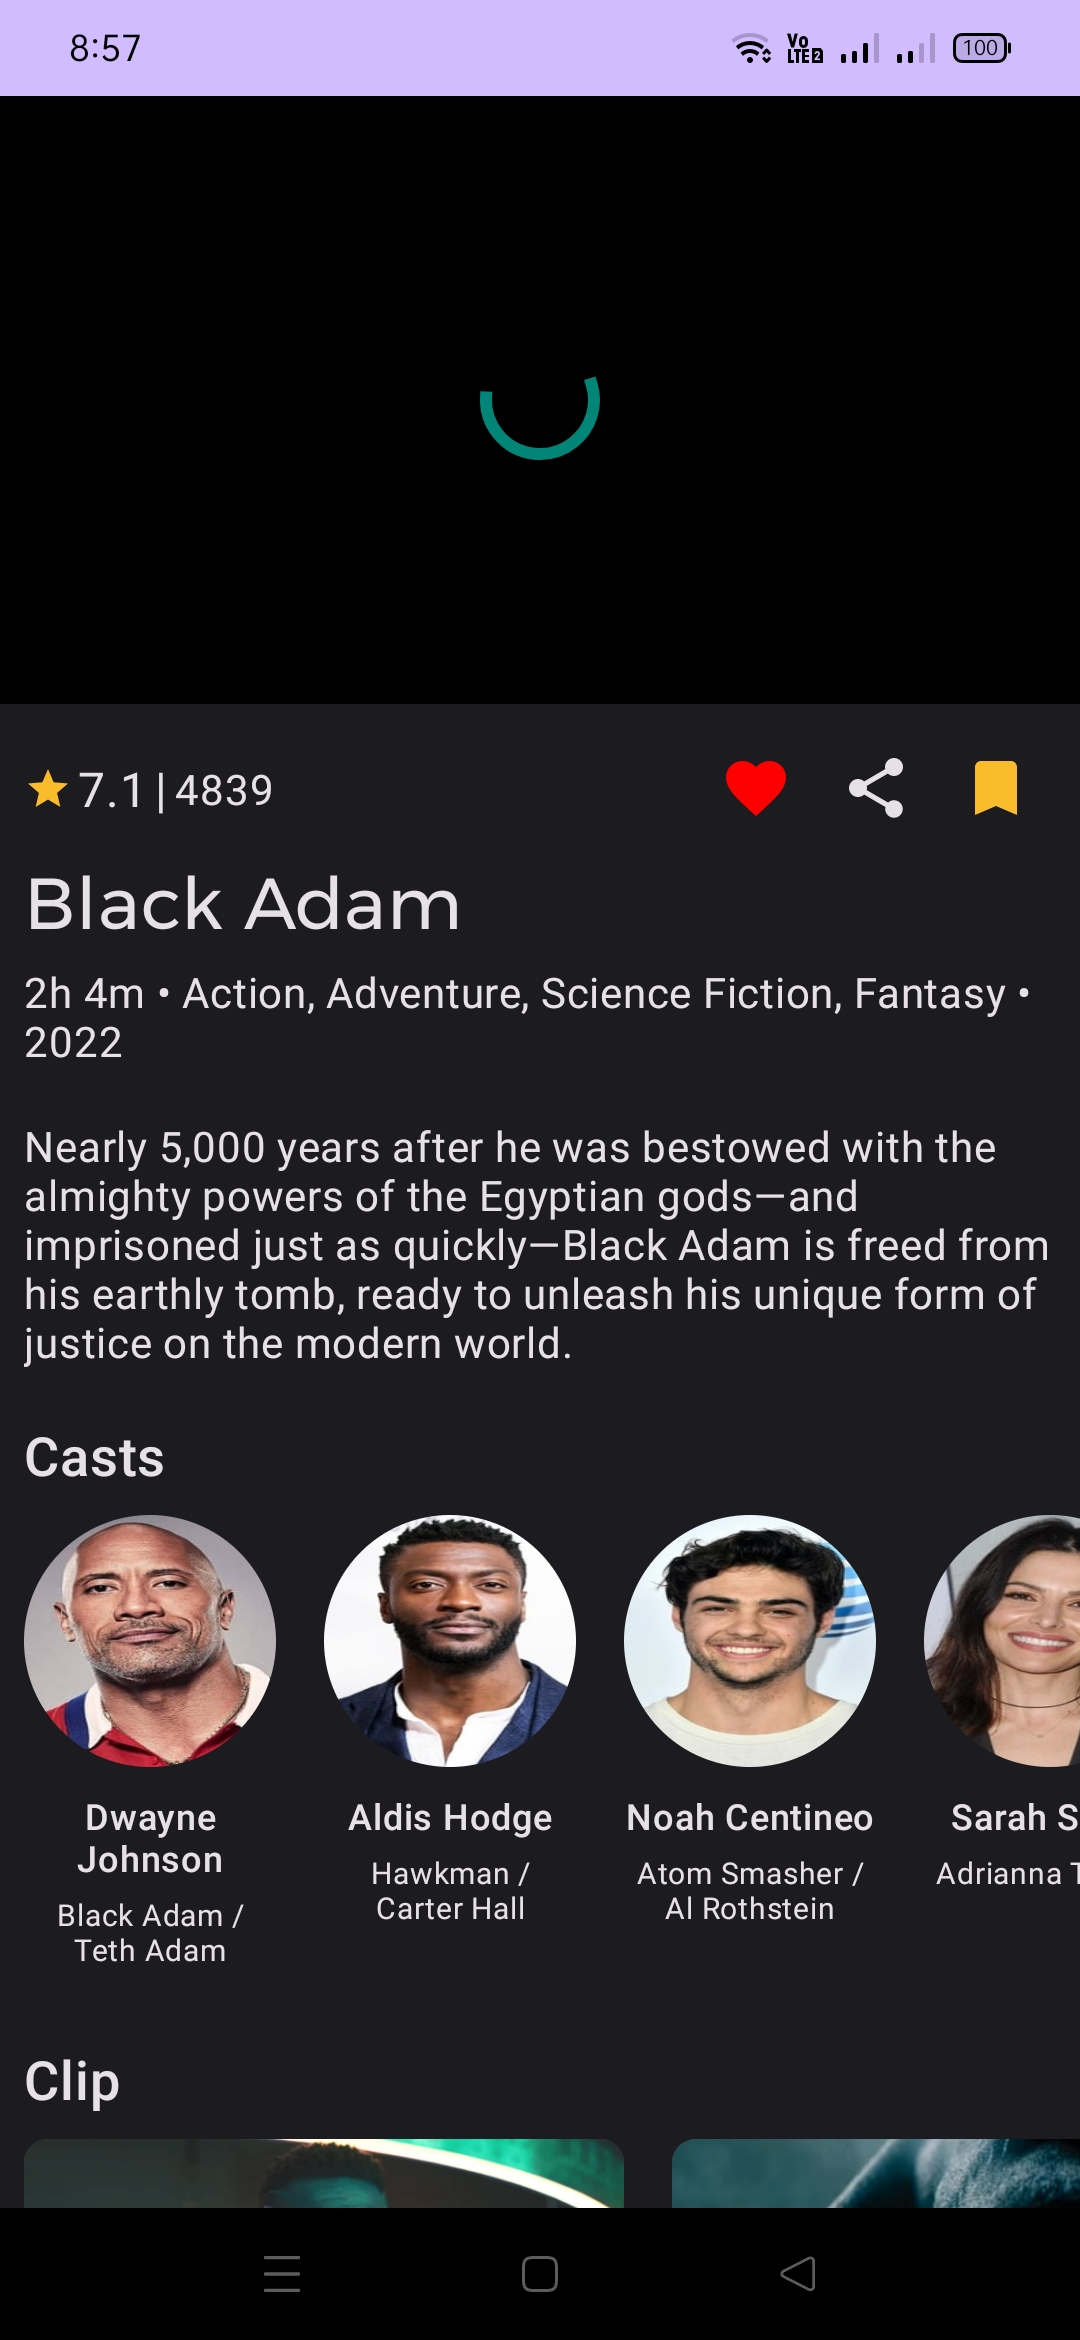 8:57
Vo
LTE 2
100
7.1 | 4839
Black Adam
2h 4m • Action, Adventure, Science Fiction, Fantasy •
2022
Nearly 5,000 years after he was bestowed with the
almighty powers of the Egyptian gods—and
imprisoned just as quickly—Black Adam is freed from
his earthly tomb, ready to unleash his unique form of
justice on the modern world.
Casts
Dwayne
Johnson
Black Adam /
Teth Adam
Aldis Hodge
Hawkman /
Carter Hall
Noah Centineo
Atom Smasher /
Al Rothstein
Sarah S
Adrianna T
Clip